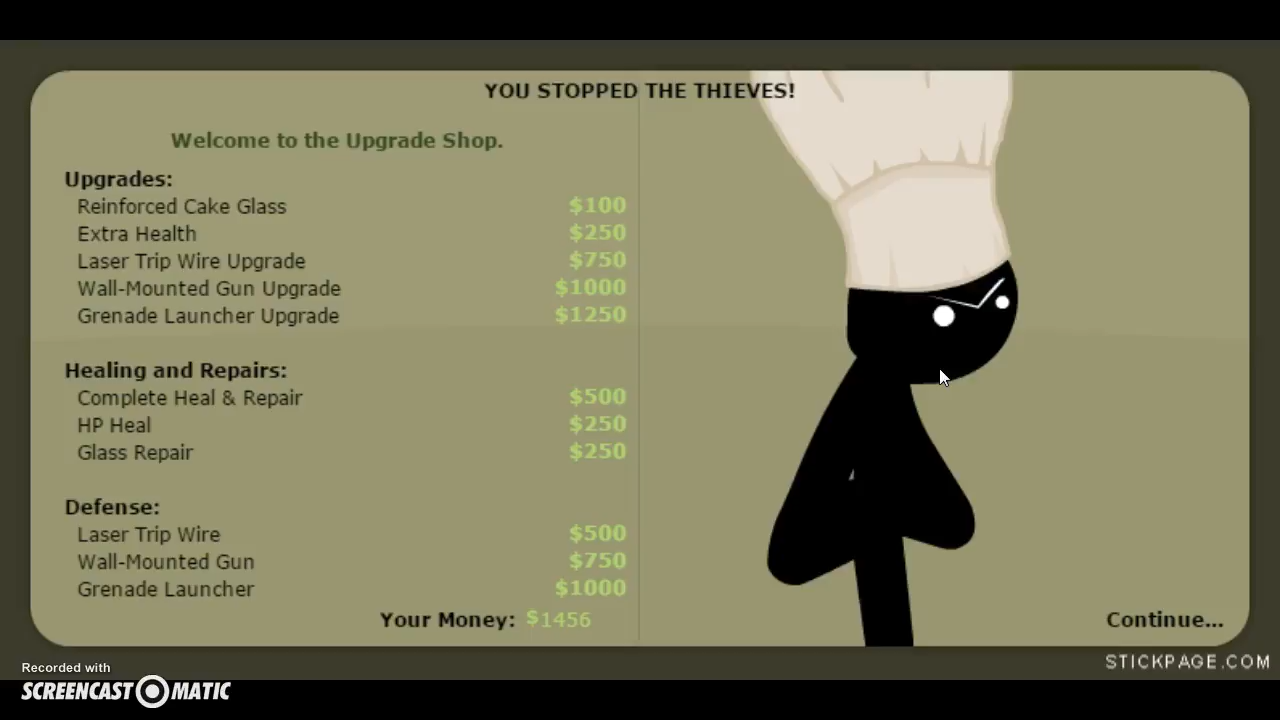 YOU STOPPED THE THIEVES!
Welcome to the Upgrade Shop.
Upgrades:
Reinforced Cake Glass $100
Extra Health $250
Laser Trip Wire Upgrade $750
Wall-Mounted Gun Upgrade $1000
Grenade Launcher Upgrade $1250
Healing and Repairs:
Complete Heal & Repair $500
HP Heal $250
Glass Repair $250
Defense:
Laser Trip Wire $500
Wall-Mounted Gun $750
Grenade Launcher $1000
Your Money: $1456
Continue...
STICKPAGE.COM
Recorded with
SCREENCAST MATIC